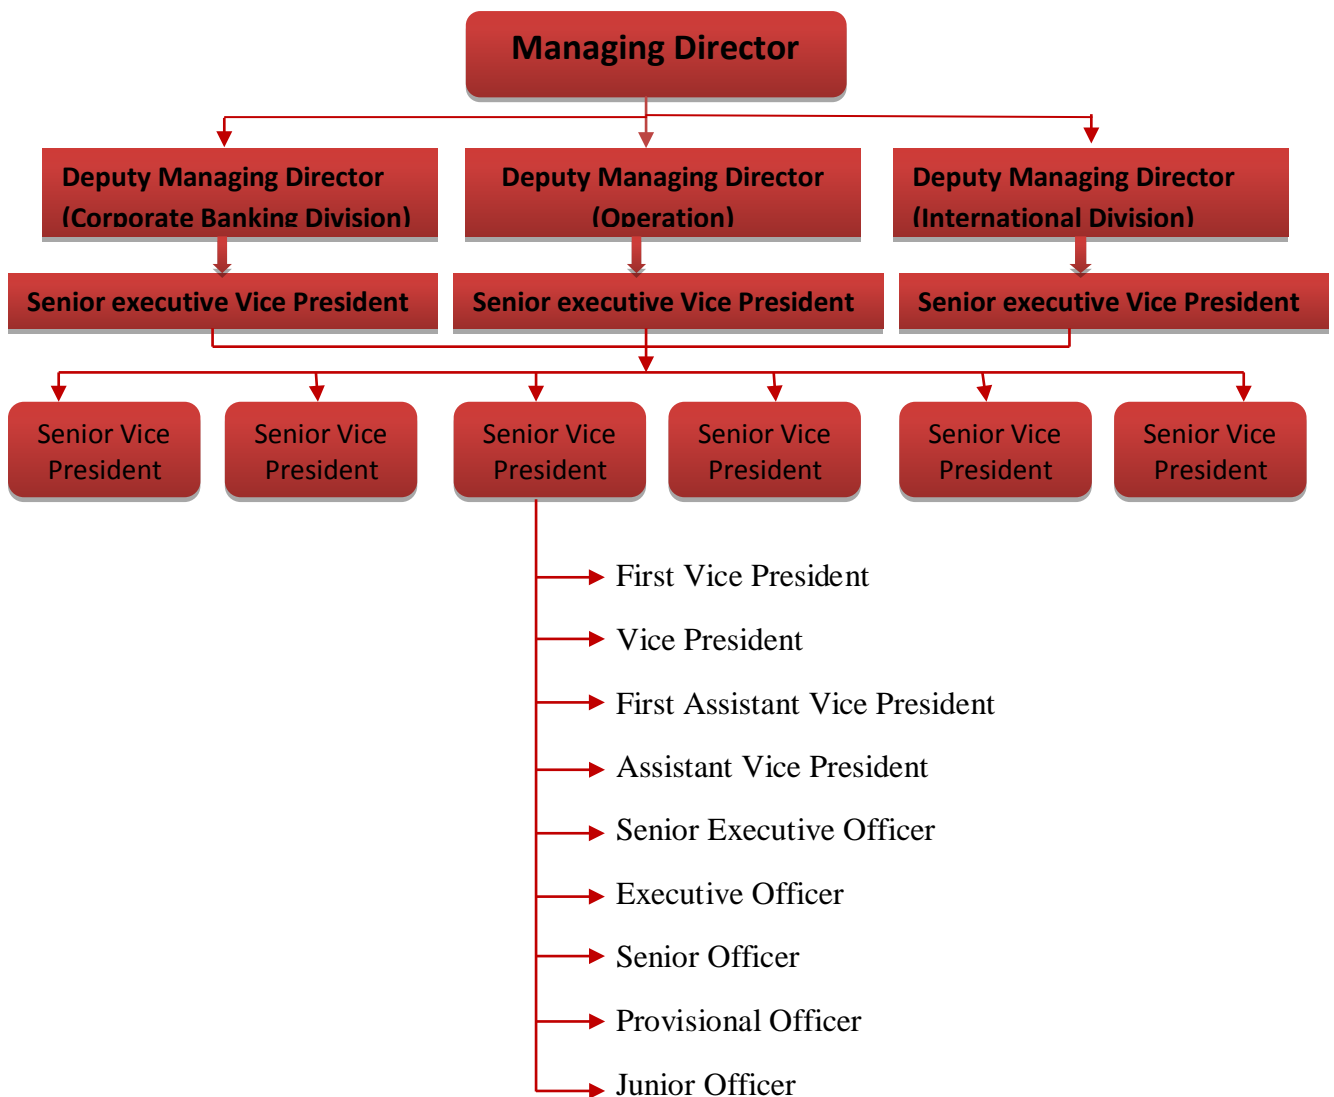 Managing Director
Deputy Managing Director
(Corporate Banking Division)
Deputy Managing Director
(Operation)
Deputy Managing Director
(International Division)
Senior executive Vice President
Senior executive Vice President
Senior executive Vice President
Senior Vice
President
Senior Vice
President
Senior Vice
President
Senior Vice
President
Senior Vice
President
Senior Vice
President
First Vice President
Vice President
First Assistant Vice President
Assistant Vice President
Senior Executive Officer
Executive Officer
Senior Officer
Provisional Officer
Junior Officer